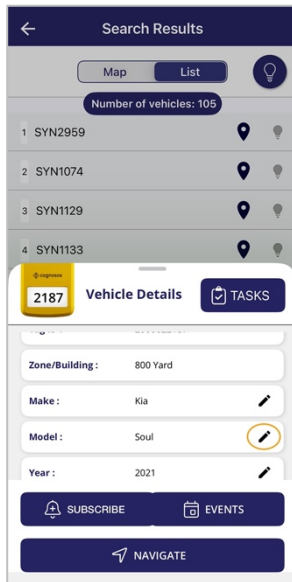 Search Results
Map List
Number of vehicles: 105
1 SYN2959
2 SYN1074
3 SYN1129
4 SYN1133
cognosos
2187 Vehicle Details TASKS
Zone/Building : 800 Yard
Make : Kia
Model : Soul
Year : 2021
SUBSCRIBE EVENTS
NAVIGATE